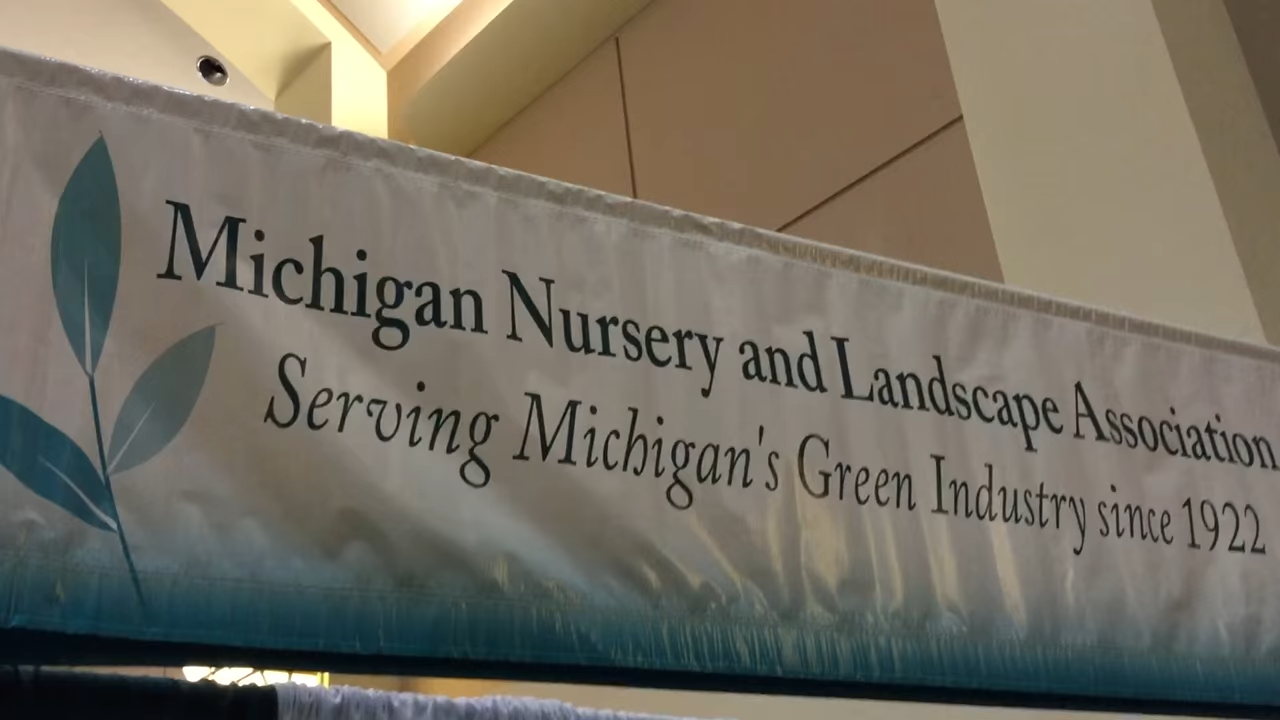 Michigan Nursery and Landscape Association
Serving Michigan's Green Industry since 1922